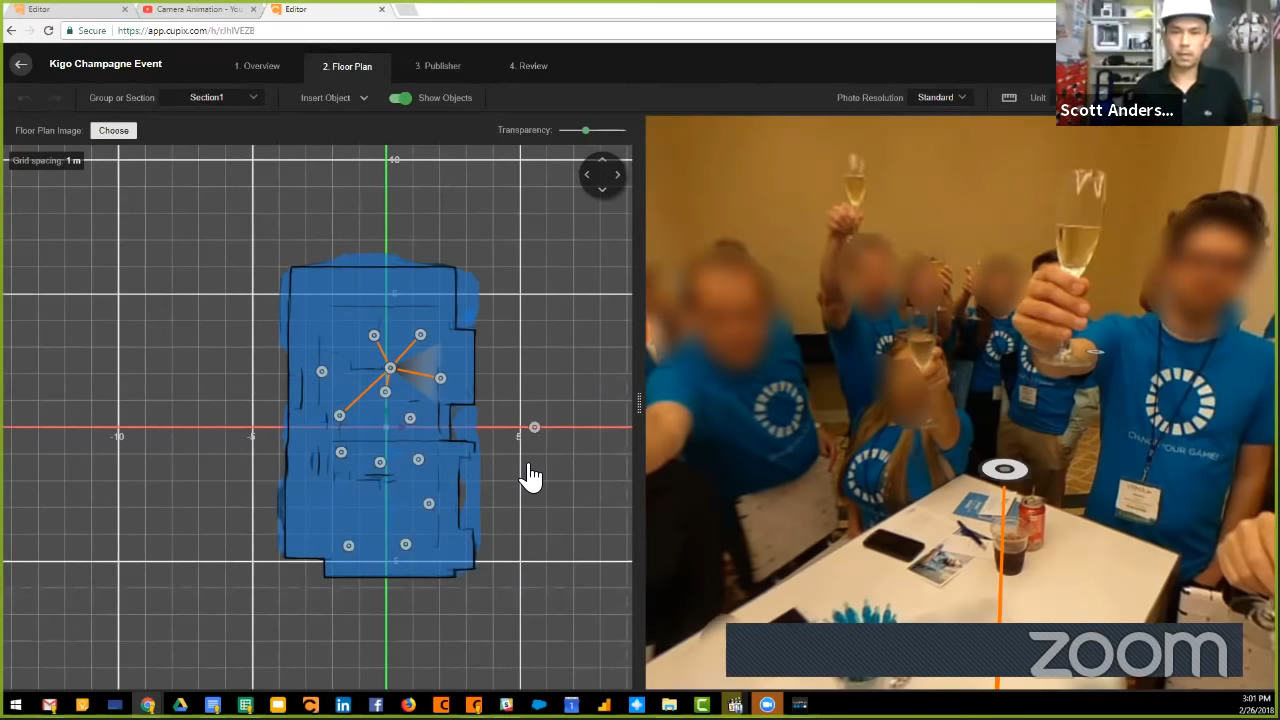 Editor
Camera Animation - You
Editor
Secure
https://app.cupix.com/h/rJhIVEZB
Kigo Champagne Event
1. Overview
2. Floor Plan
3. Publisher
4. Review
Group or Section
Section1
Insert Object
Show Objects
Photo Resolution
Standard
Unit
Scott Anders...
Floor Plan Image:
Choose
Transparency:
Grid spacing: 1 m
10
5
-10
-5
5
5
CHANGE YOUR GAME!
zoom
3:01 PM
2/26/2018